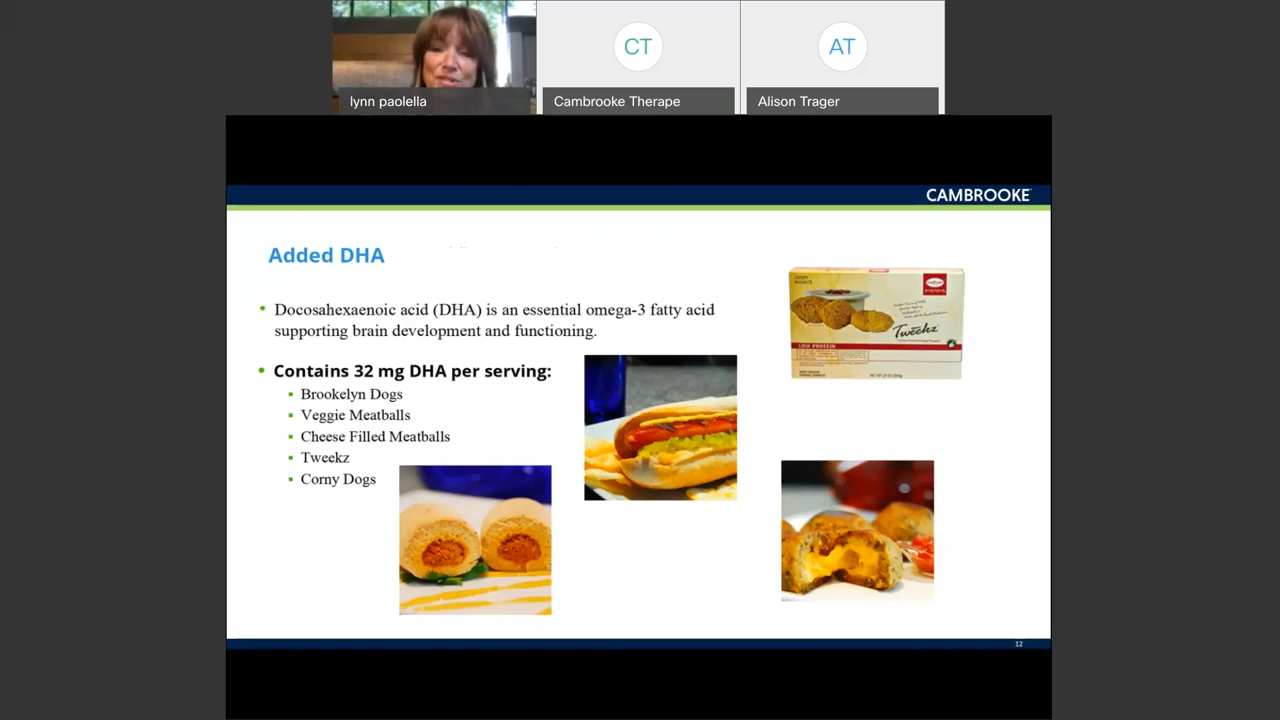 CT
AT
lynn paolella
Cambrooke Therape
Alison Trager
CAMBROOKE
Added DHA
• Docosahexaenoic acid (DHA) is an essential omega-3 fatty acid
supporting brain development and functioning.
• Contains 32 mg DHA per serving:
▪ Brookelyn Dogs
▪ Veggie Meatballs
▪ Cheese Filled Meatballs
▪ Tweekz
▪ Corny Dogs
Tweekz
LOW PROTEIN
12